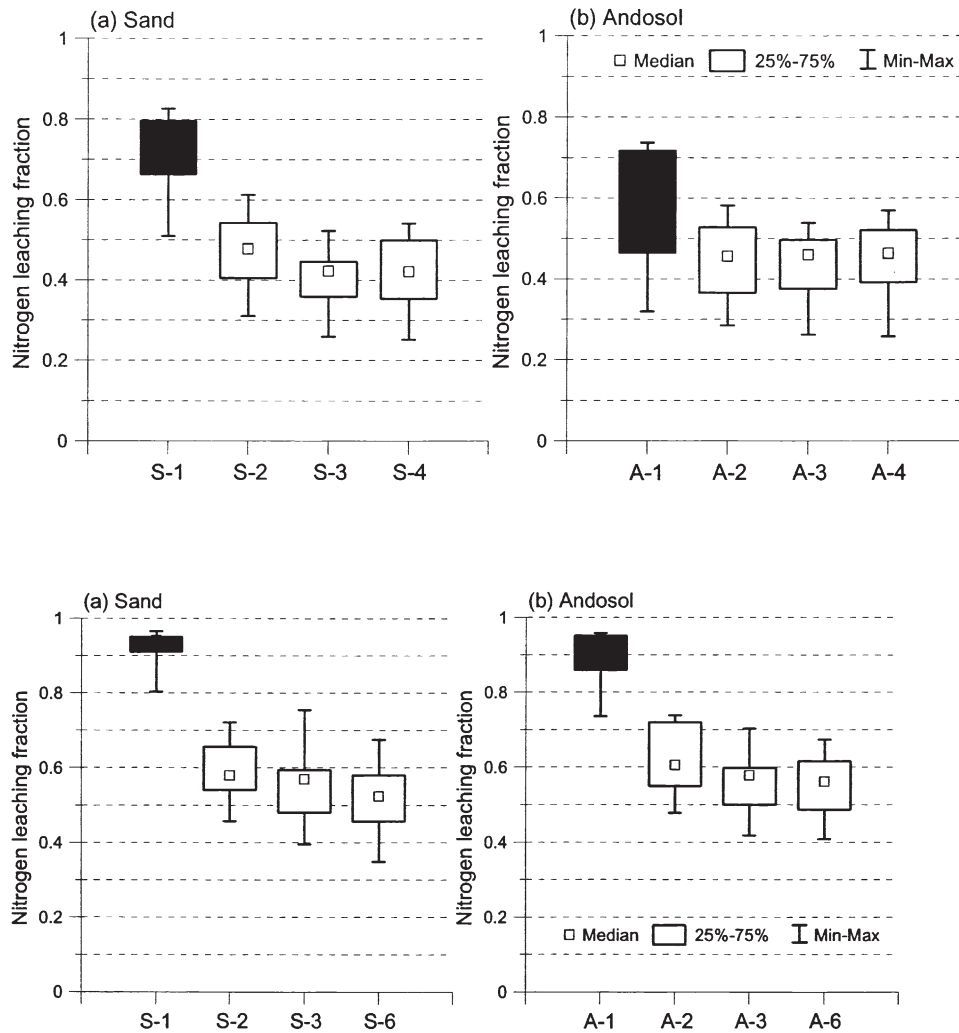 (a) Sand
Nitrogen leaching fraction
1
0.8
0.6
0.4
0.2
0
S-1 S-2 S-3 S-4
(b) Andosol
Median 25%-75% Min-Max
Nitrogen leaching fraction
1
0.8
0.6
0.4
0.2
0
A-1 A-2 A-3 A-4
(a) Sand
Nitrogen leaching fraction
1
0.8
0.6
0.4
0.2
0
S-1 S-2 S-3 S-6
(b) Andosol
Nitrogen leaching fraction
1
0.8
0.6
0.4
0.2
0
Median 25%-75% Min-Max
A-1 A-2 A-3 A-6